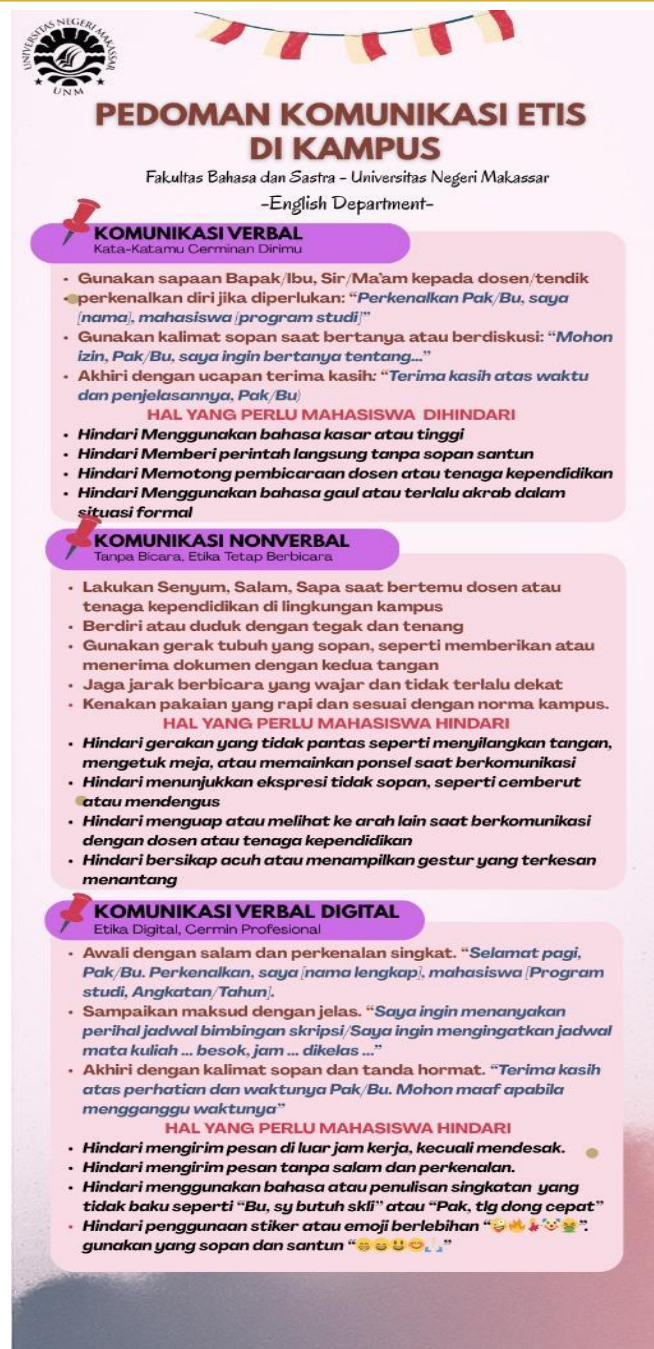 UNIVERSITAS NEGERI MAKASSAR
UNM
PEDOMAN KOMUNIKASI ETIS
DI KAMPUS
Fakultas Bahasa dan Sastra - Universitas Negeri Makassar
-English Department-
KOMUNIKASI VERBAL
Kata-Katamu Cerminan Dirimu
• Gunakan sapaan Bapak/Ibu, Sir/Ma'am kepada dosen/tendik
• perkenalkan diri jika diperlukan: "Perkenalkan Pak/Bu, saya
[nama], mahasiswa [program studi]"
• Gunakan kalimat sopan saat bertanya atau berdiskusi: "Mohon
izin, Pak/Bu, saya ingin bertanya tentang..."
• Akhiri dengan ucapan terima kasih: "Terima kasih atas waktu
dan penjelasannya, Pak/Bu)
HAL YANG PERLU MAHASISWA DIHINDARI
• Hindari Menggunakan bahasa kasar atau tinggi
• Hindari Memberi perintah langsung tanpa sopan santun
• Hindari Memotong pembicaraan dosen atau tenaga kependidikan
• Hindari Menggunakan bahasa gaul atau terlalu akrab dalam
situasi formal
KOMUNIKASI NONVERBAL
Tanpa Bicara, Etika Tetap Berbicara
• Lakukan Senyum, Salam, Sapa saat bertemu dosen atau
tenaga kependidikan di lingkungan kampus
• Berdiri atau duduk dengan tegak dan tenang
• Gunakan gerak tubuh yang sopan, seperti memberikan atau
menerima dokumen dengan kedua tangan
• Jaga jarak berbicara yang wajar dan tidak terlalu dekat
• Kenakan pakaian yang rapi dan sesuai dengan norma kampus.
HAL YANG PERLU MAHASISWA HINDARI
• Hindari gerakan yang tidak pantas seperti menyilangkan tangan,
mengetuk meja, atau memainkan ponsel saat berkomunikasi
• Hindari menunjukkan ekspresi tidak sopan, seperti cemberut
atau mendengus
• Hindari menguap atau melihat ke arah lain saat berkomunikasi
dengan dosen atau tenaga kependidikan
• Hindari bersikap acuh atau menampilkan gestur yang terkesan
menantang
KOMUNIKASI VERBAL DIGITAL
Etika Digital, Cermin Profesional
• Awali dengan salam dan perkenalan singkat. "Selamat pagi,
Pak/Bu. Perkenalkan, saya [nama lengkap], mahasiswa [Program
studi, Angkatan/Tahun].
• Sampaikan maksud dengan jelas. "Saya ingin menanyakan
perihal jadwal bimbingan skripsi/Saya ingin mengingatkan jadwal
mata kuliah ... besok, jam ... dikelas ..."
• Akhiri dengan kalimat sopan dan tanda hormat. "Terima kasih
atas perhatian dan waktunya Pak/Bu. Mohon maaf apabila
mengganggu waktunya"
HAL YANG PERLU MAHASISWA HINDARI
• Hindari mengirim pesan di luar jam kerja, kecuali mendesak.
• Hindari mengirim pesan tanpa salam dan perkenalan.
• Hindari menggunakan bahasa atau penulisan singkatan yang
tidak baku seperti "Bu, sy butuh skli" atau "Pak, tlg dong cepat"
• Hindari penggunaan stiker atau emoji berlebihan "🤪🔥💃🤡🤮".
gunakan yang sopan dan santun "😁😄😃😊🙏🏻"